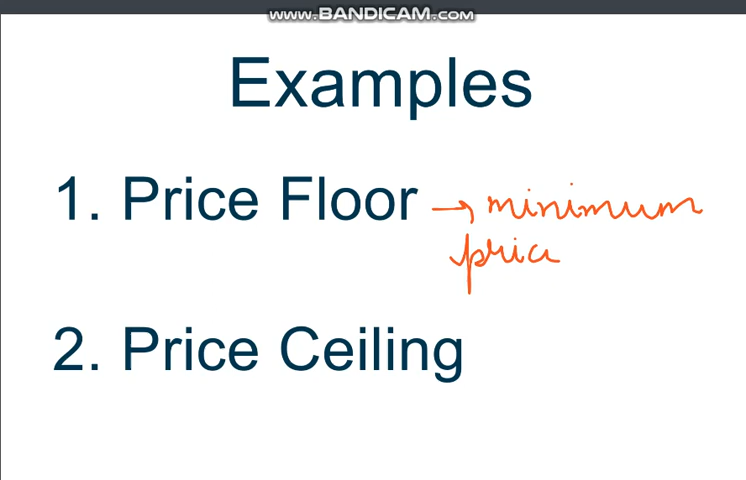 www.BANDICAM.com
Examples
1. Price Floor → minimum
price
2. Price Ceiling